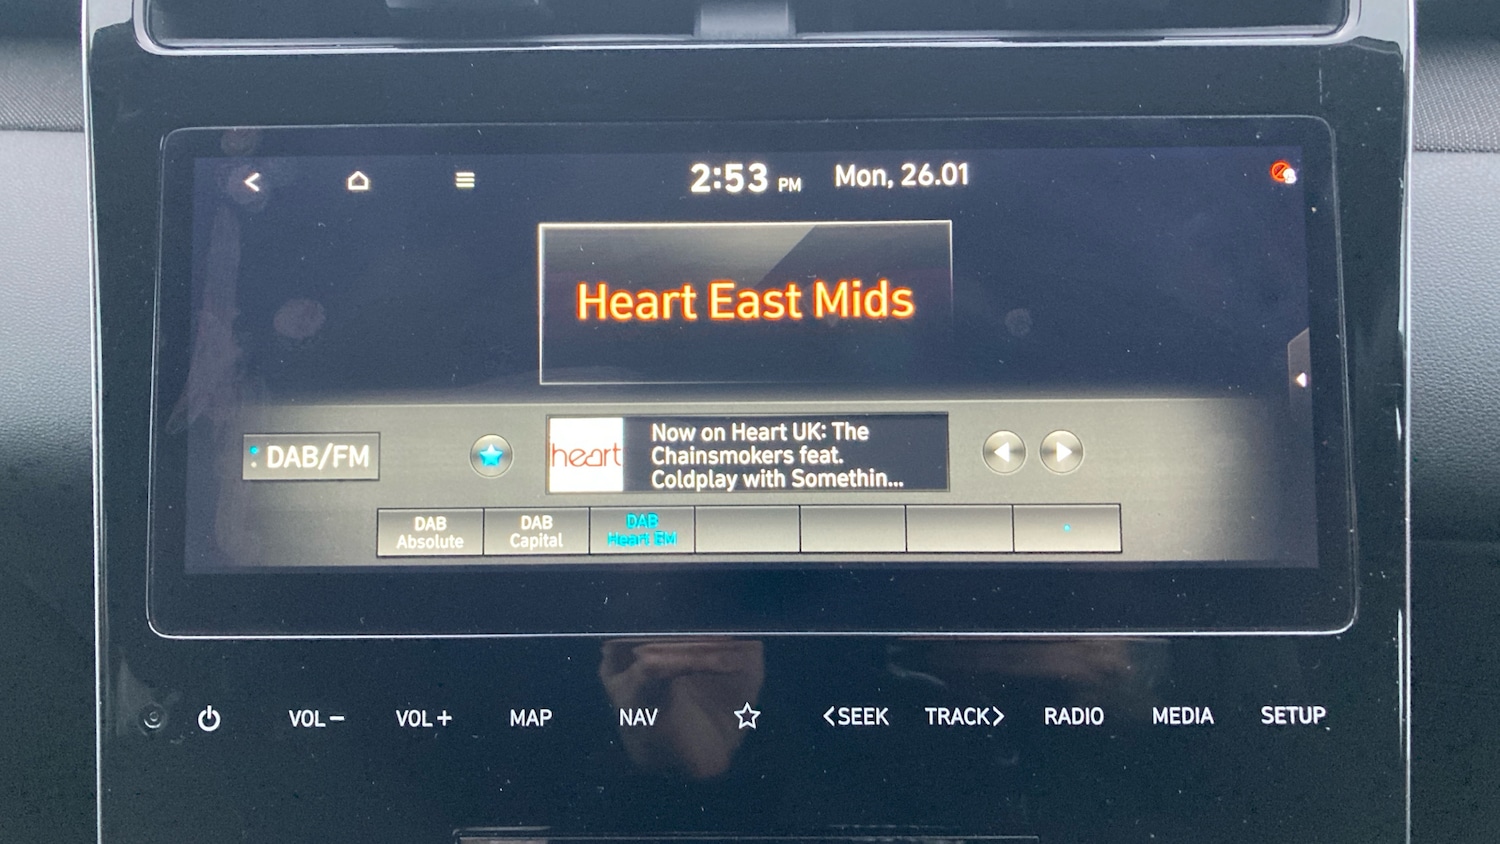 2:53 PM Mon, 26.01
Heart East Mids
DAB/FM
heart
Now on Heart UK: The
Chainsmokers feat.
Coldplay with Somethin...
DAB
Absolute
DAB
Capital
DAB
Heart EM
VOL− VOL+ MAP NAV <SEEK TRACK> RADIO MEDIA SETUP